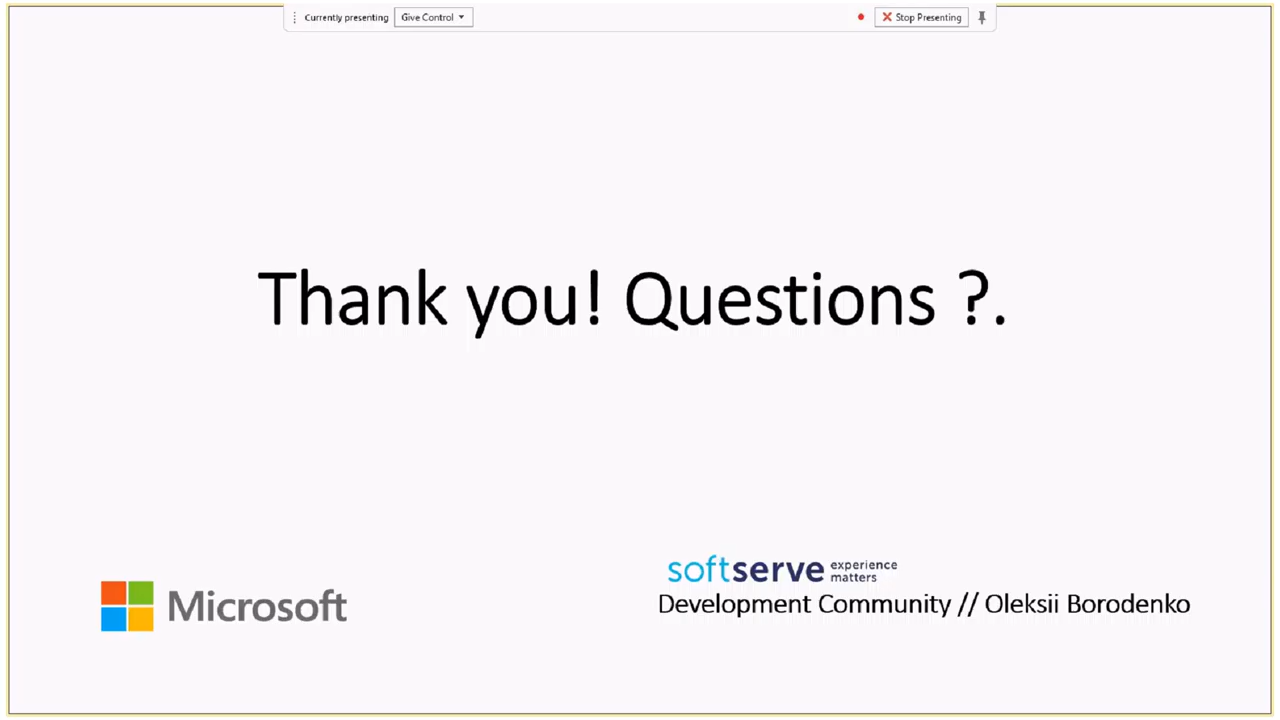 Currently presenting Give Control Stop Presenting
Thank you! Questions ?.
softserve experience matters
Microsoft
Development Community // Oleksii Borodenko